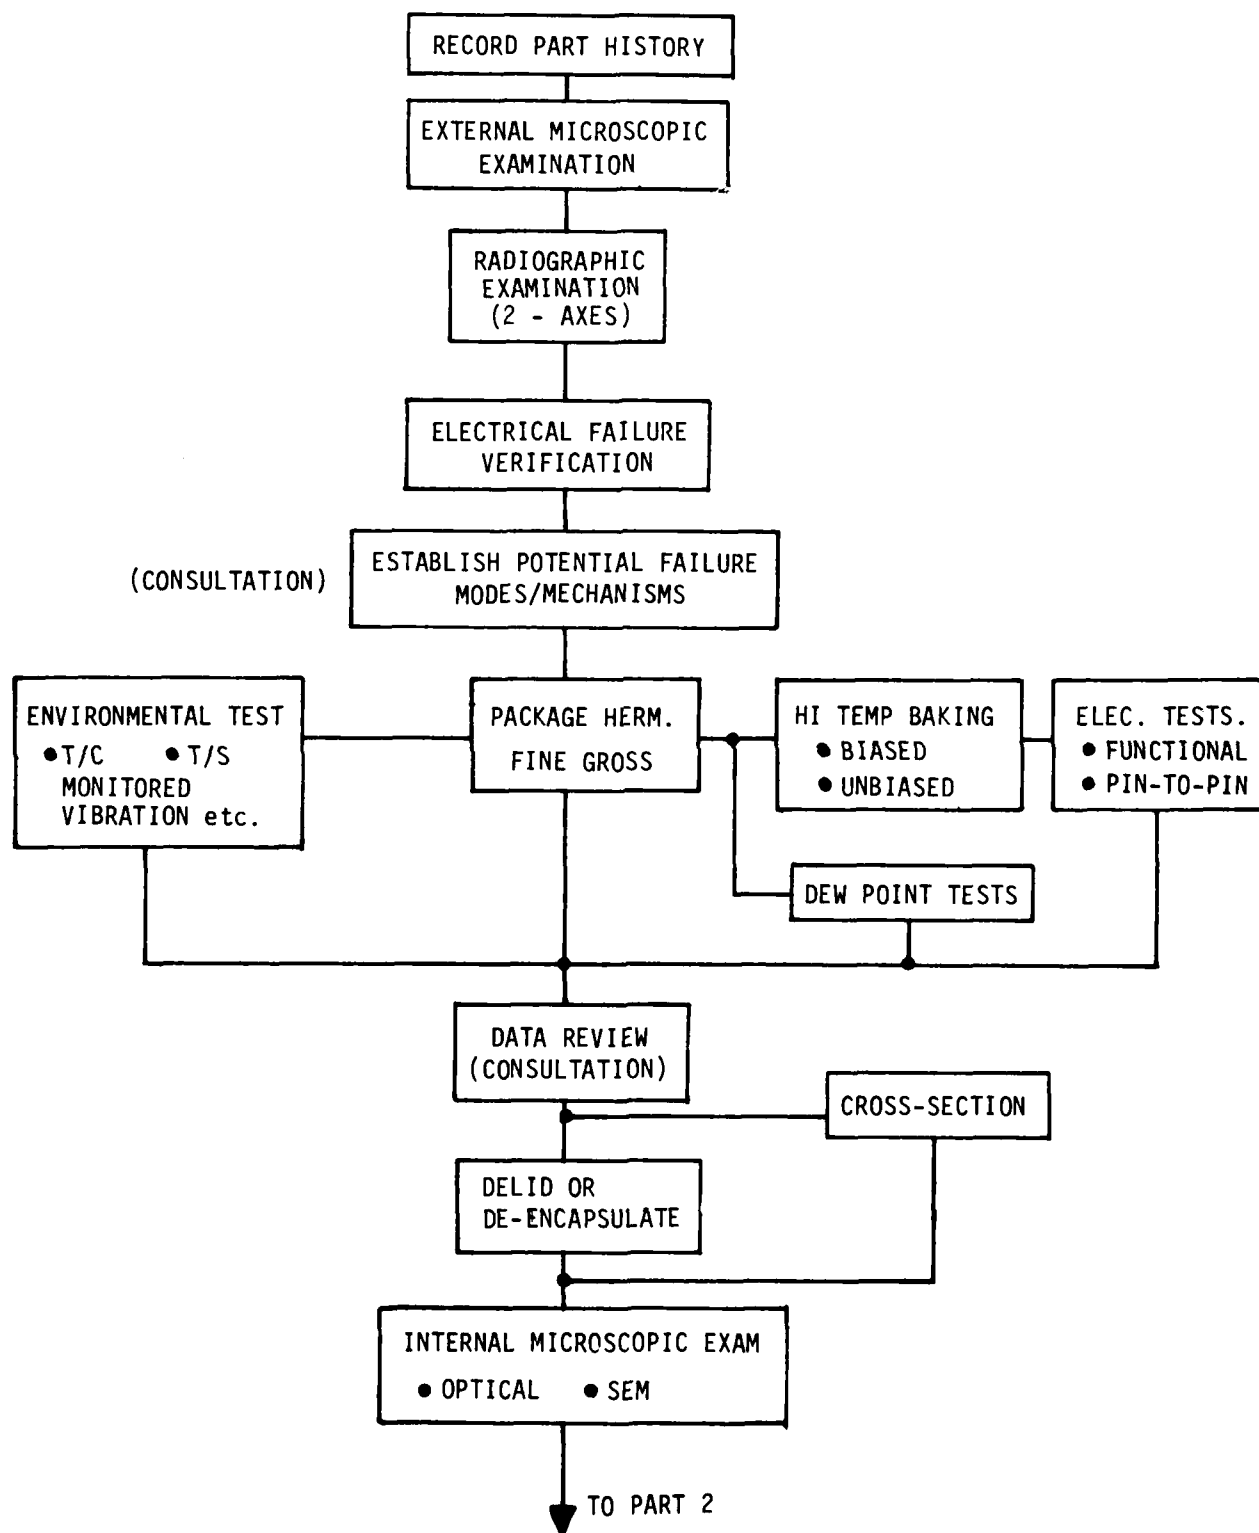 RECORD PART HISTORY
EXTERNAL MICROSCOPIC
EXAMINATION
RADIOGRAPHIC
EXAMINATION
(2 - AXES)
ELECTRICAL FAILURE
VERIFICATION
(CONSULTATION)
ESTABLISH POTENTIAL FAILURE
MODES/MECHANISMS
ENVIRONMENTAL TEST
● T/C ● T/S
MONITORED
VIBRATION etc.
PACKAGE HERM.
FINE GROSS
HI TEMP BAKING
● BIASED
● UNBIASED
ELEC. TESTS.
● FUNCTIONAL
● PIN-TO-PIN
DEW POINT TESTS
DATA REVIEW
(CONSULTATION)
CROSS-SECTION
DELID OR
DE-ENCAPSULATE
INTERNAL MICROSCOPIC EXAM
● OPTICAL ● SEM
TO PART 2